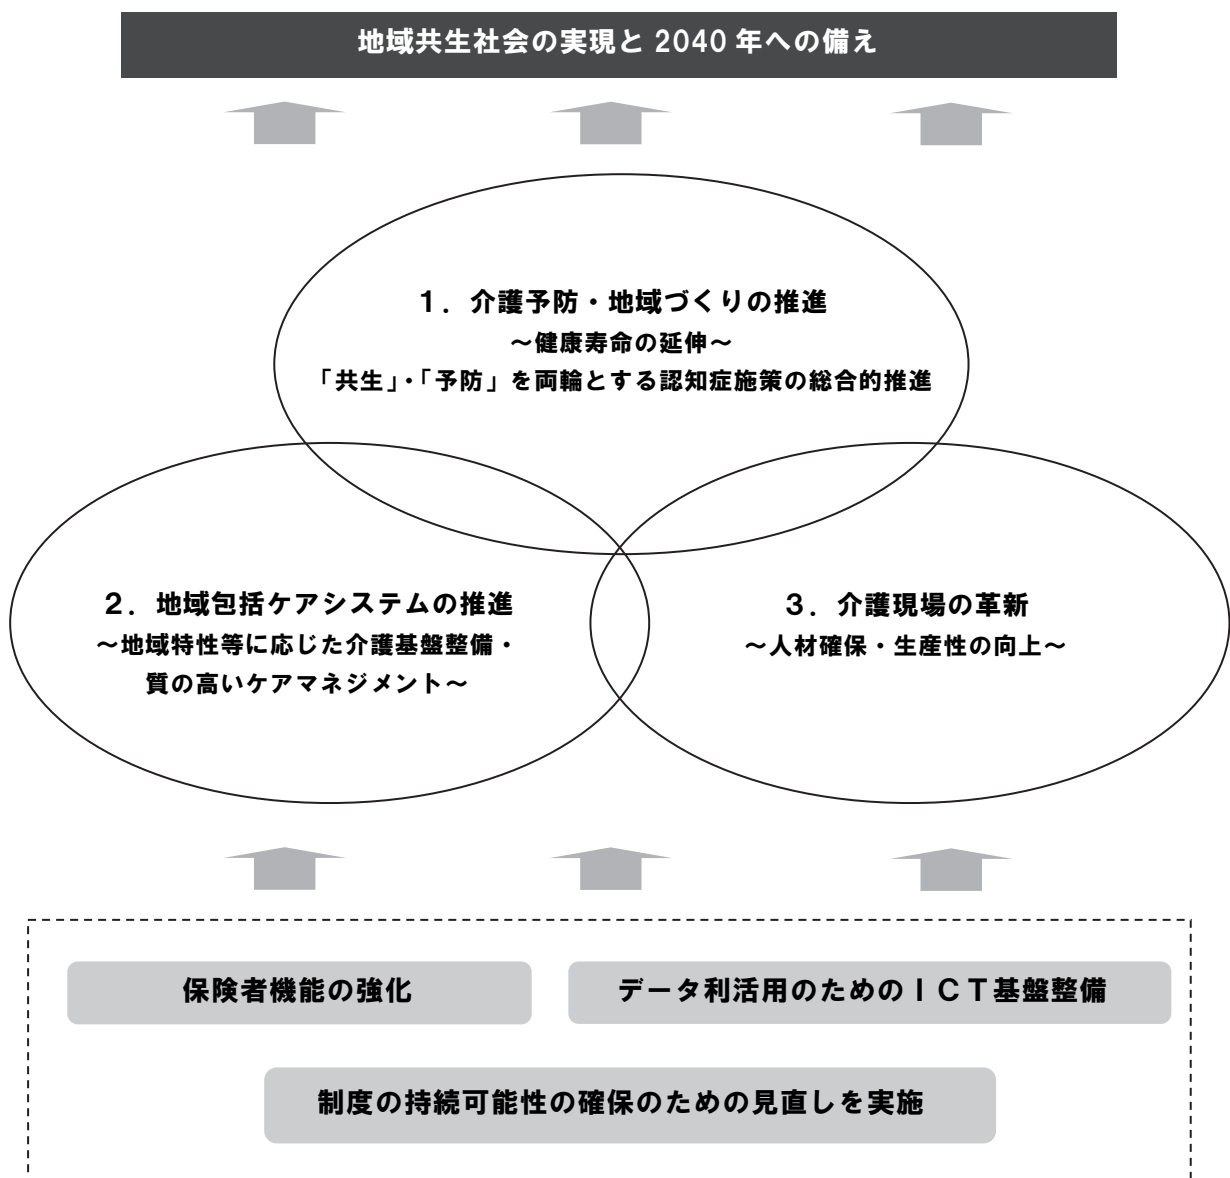 地域共生社会の実現と 2040 年への備え
１．介護予防・地域づくりの推進
～健康寿命の延伸～
「共生」・「予防」を両輪とする認知症施策の総合的推進
２．地域包括ケアシステムの推進
～地域特性等に応じた介護基盤整備・
質の高いケアマネジメント～
３．介護現場の革新
～人材確保・生産性の向上～
保険者機能の強化
データ利活用のためのＩＣＴ基盤整備
制度の持続可能性の確保のための見直しを実施